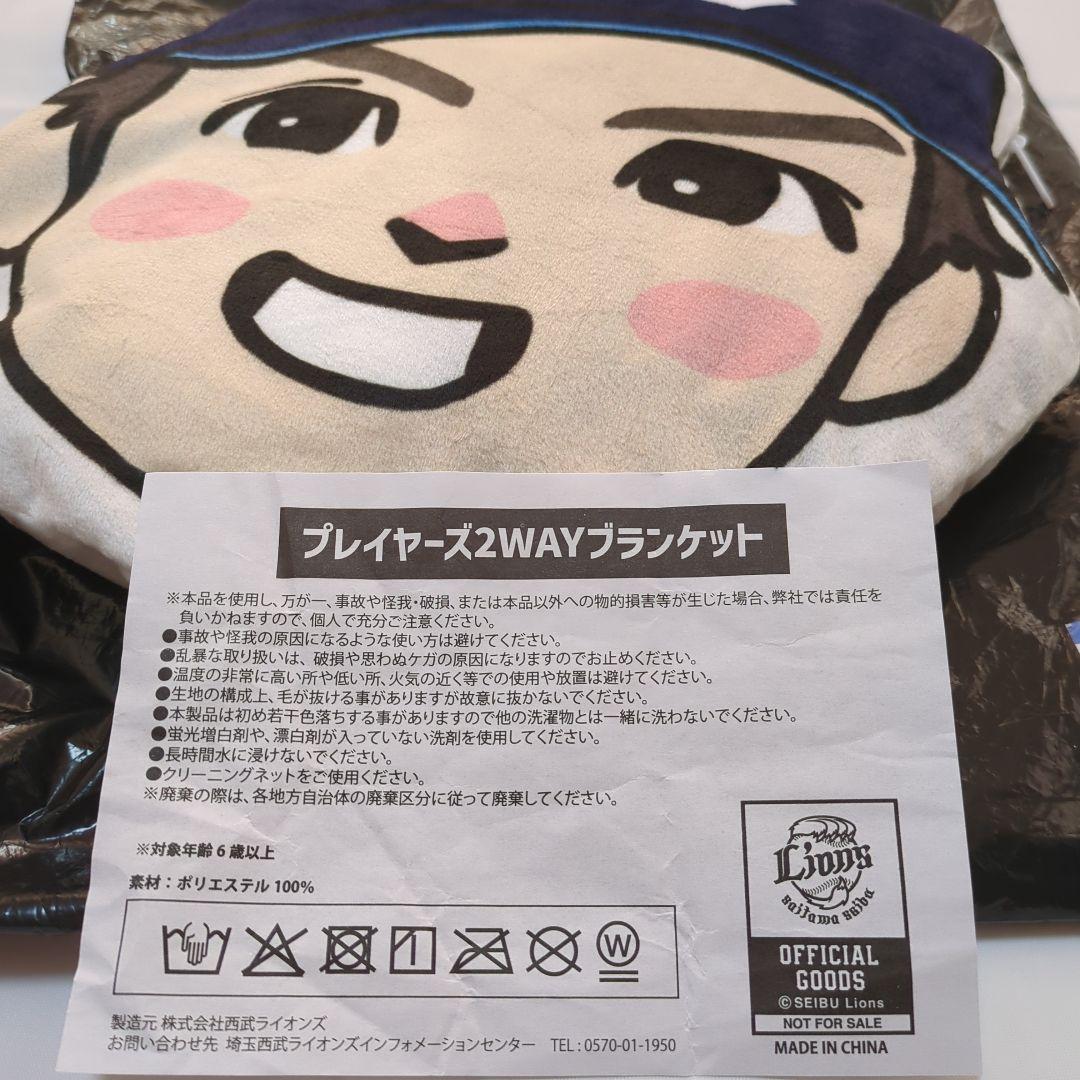 プレイヤーズ2WAYブランケット
※本品を使用し、万が一、事故や怪我・破損、または本品以外への物的損害等が生じた場合、弊社では責任を
負いかねますので、個人で充分ご注意ください。
●事故や怪我の原因になるような使い方は避けてください。
●乱暴な取り扱いは、破損や思わぬケガの原因になりますのでお止めください。
●温度の非常に高い所や低い所、火気の近く等での使用や放置は避けてください。
●生地の構成上、毛が抜ける事がありますが故意に抜かないでください。
●本製品は初め若干色落ちする事がありますので他の洗濯物とは一緒に洗わないでください。
●蛍光増白剤や、漂白剤が入っていない洗剤を使用してください。
●長時間水に浸けないでください。
●クリーニングネットをご使用ください。
※廃棄の際は、各地方自治体の廃棄区分に従って廃棄してください。
※対象年齢6歳以上
素材：ポリエステル100%
W
製造元 株式会社西武ライオンズ
お問い合わせ先 埼玉西武ライオンズインフォメーションセンター TEL : 0570-01-1950
Lions
saitama seibu
OFFICIAL
GOODS
©SEIBU Lions
NOT FOR SALE
MADE IN CHINA